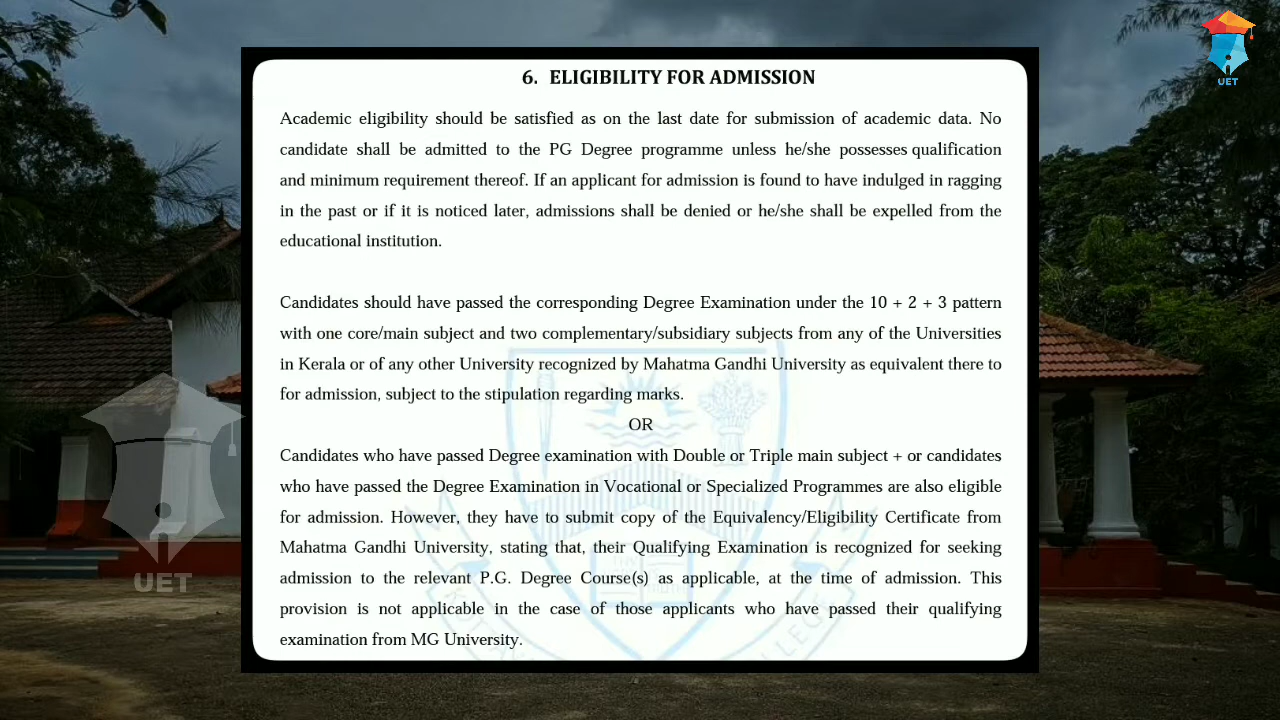 UET
6. ELIGIBILITY FOR ADMISSION
Academic eligibility should be satisfied as on the last date for submission of academic data. No
candidate shall be admitted to the PG Degree programme unless he/she possesses qualification
and minimum requirement thereof. If an applicant for admission is found to have indulged in ragging
in the past or if it is noticed later, admissions shall be denied or he/she shall be expelled from the
educational institution.
Candidates should have passed the corresponding Degree Examination under the 10 + 2 + 3 pattern
with one core/main subject and two complementary/subsidiary subjects from any of the Universities
in Kerala or of any other University recognized by Mahatma Gandhi University as equivalent there to
for admission, subject to the stipulation regarding marks.
OR
Candidates who have passed Degree examination with Double or Triple main subject + or candidates
who have passed the Degree Examination in Vocational or Specialized Programmes are also eligible
for admission. However, they have to submit copy of the Equivalency/Eligibility Certificate from
Mahatma Gandhi University, stating that, their Qualifying Examination is recognized for seeking
admission to the relevant P.G. Degree Course(s) as applicable, at the time of admission. This
provision is not applicable in the case of those applicants who have passed their qualifying
examination from MG University.
UET